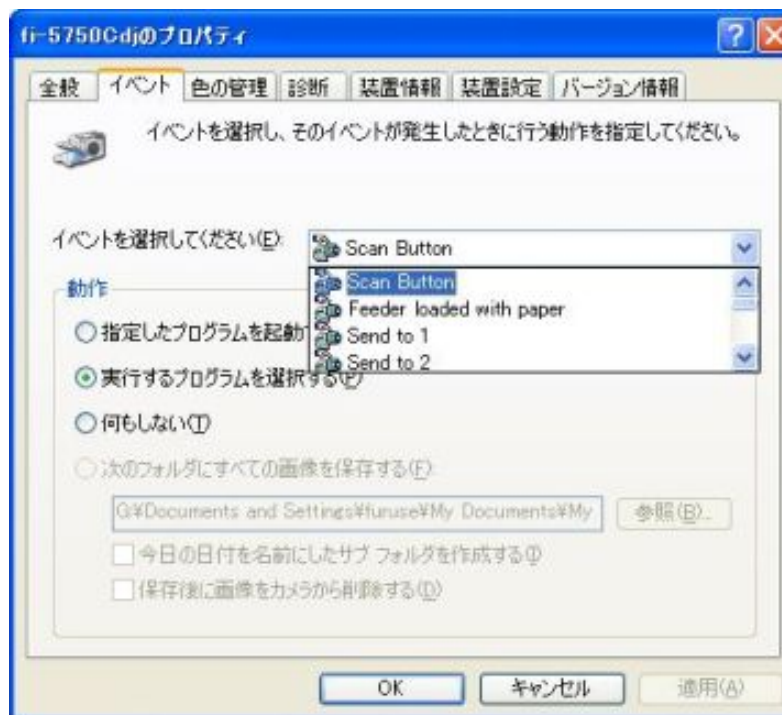 fi-5750Cdjのプロパティ
全般 イベント 色の管理 診断 装置情報 装置設定 バージョン情報
イベントを選択し、そのイベントが発生したときに行う動作を指定してください。
イベントを選択してください(E):
Scan Button
Scan Button
Feeder loaded with paper
Send to 1
Send to 2
動作
指定したプログラムを起動
実行するプログラムを選択する(P)
何もしない(T)
次のフォルダにすべての画像を保存する(F):
G:¥Documents and Settings¥furuse¥My Documents¥My 参照(B)...
今日の日付を名前にしたサブ フォルダを作成する(I)
保存後に画像をカメラから削除する(D)
OK キャンセル 適用(A)